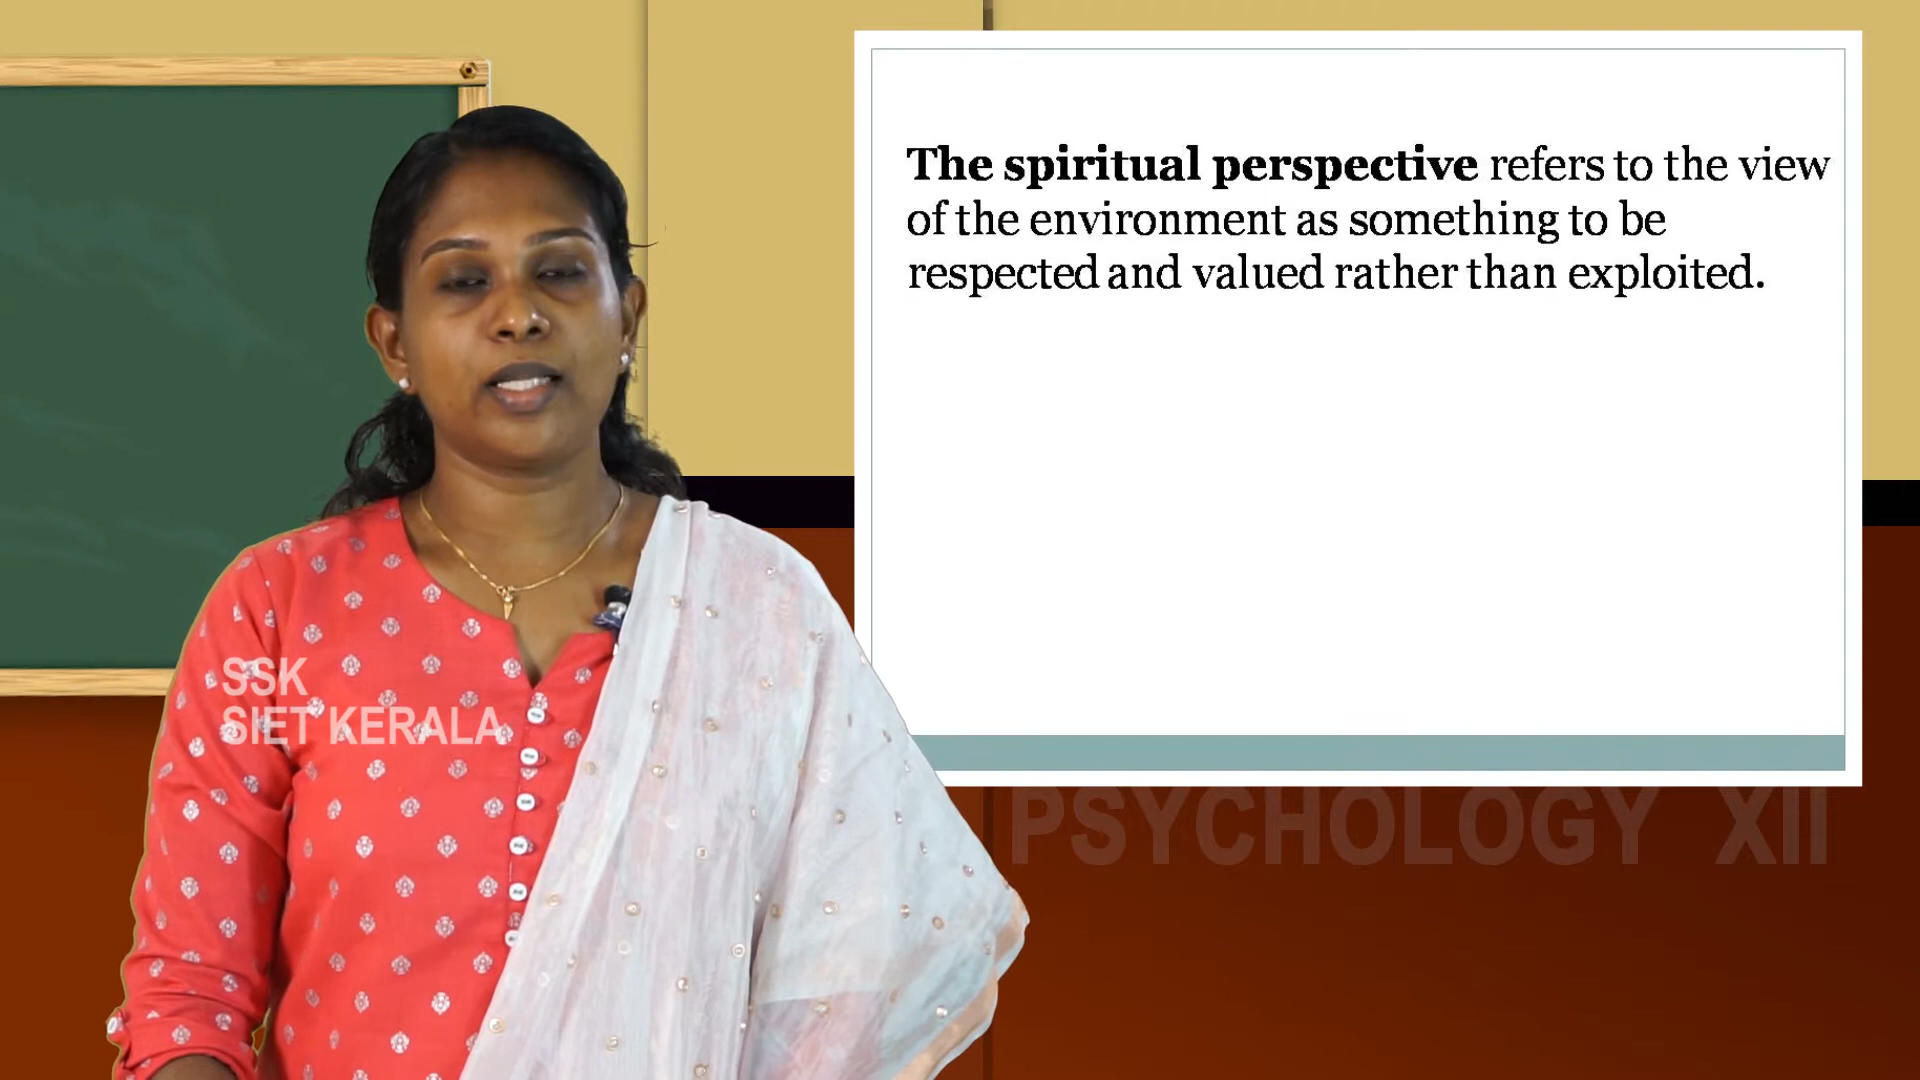 The spiritual perspective refers to the view
of the environment as something to be
respected and valued rather than exploited.
SSK
SIET KERALA
PSYCHOLOGY XII